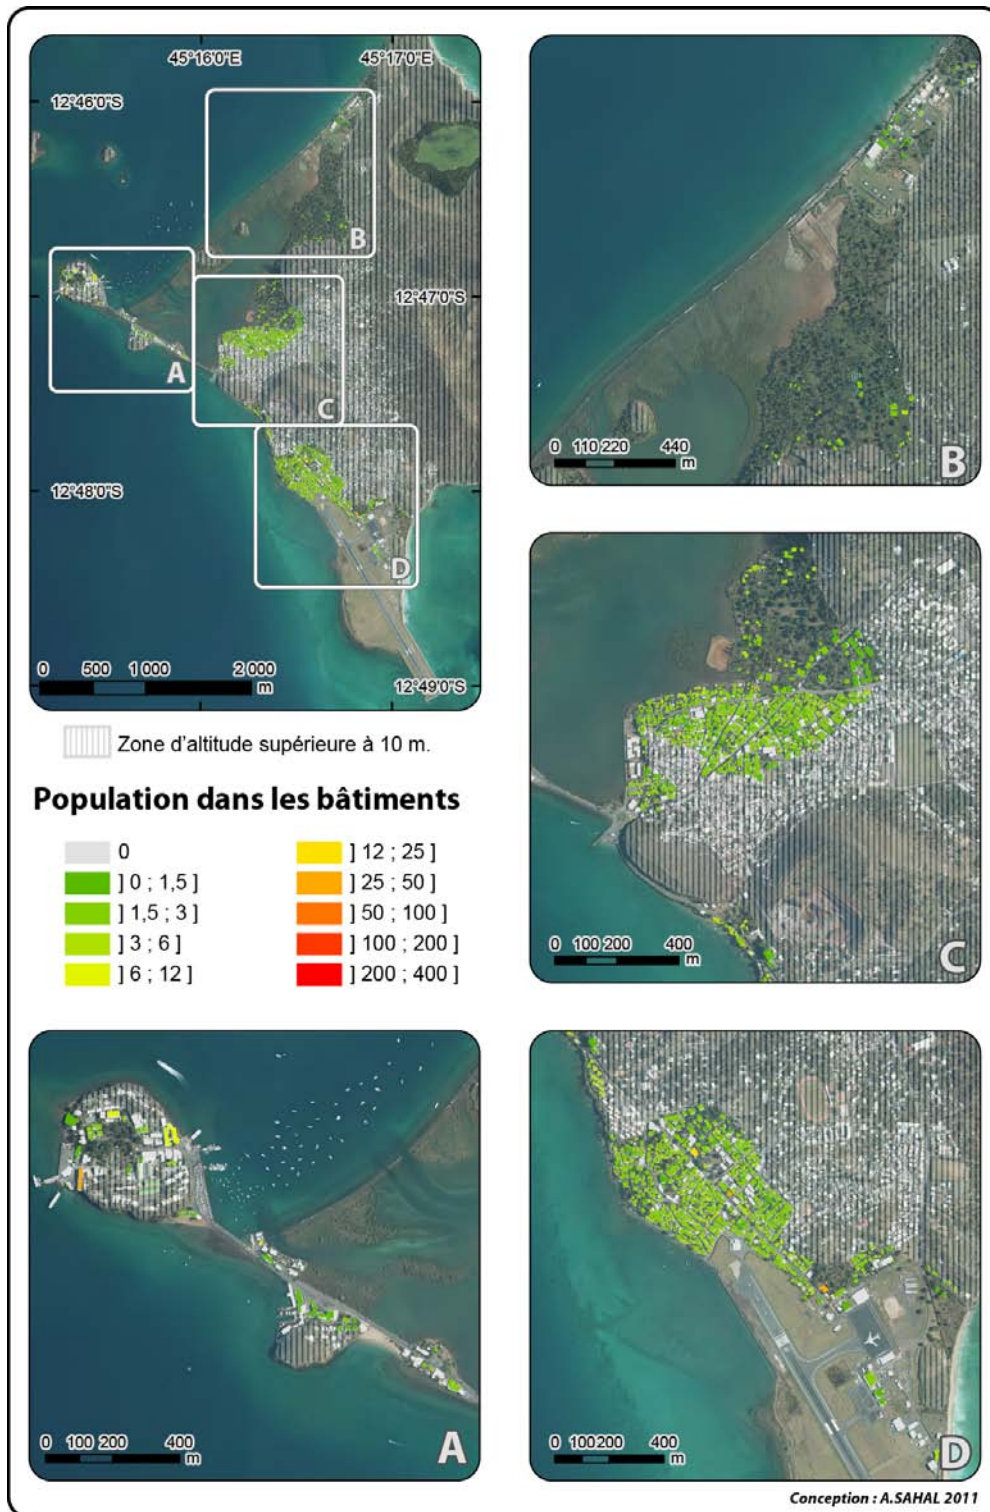 45°16'0"E
45°17'0"E
12°46'0"S
B
12°47'0"S
A
C
12°48'0"S
D
0 500 1 000 2 000
m
12°49'0"S
Zone d'altitude supérieure à 10 m.
Population dans les bâtiments
0
] 0 ; 1,5 ]
] 1,5 ; 3 ]
] 3 ; 6 ]
] 6 ; 12 ]
] 12 ; 25 ]
] 25 ; 50 ]
] 50 ; 100 ]
] 100 ; 200 ]
] 200 ; 400 ]
0 110 220 440
m
B
0 100 200 400
m
C
0 100 200 400
m
A
0 100 200 400
m
D
Conception : A.SAHAL 2011